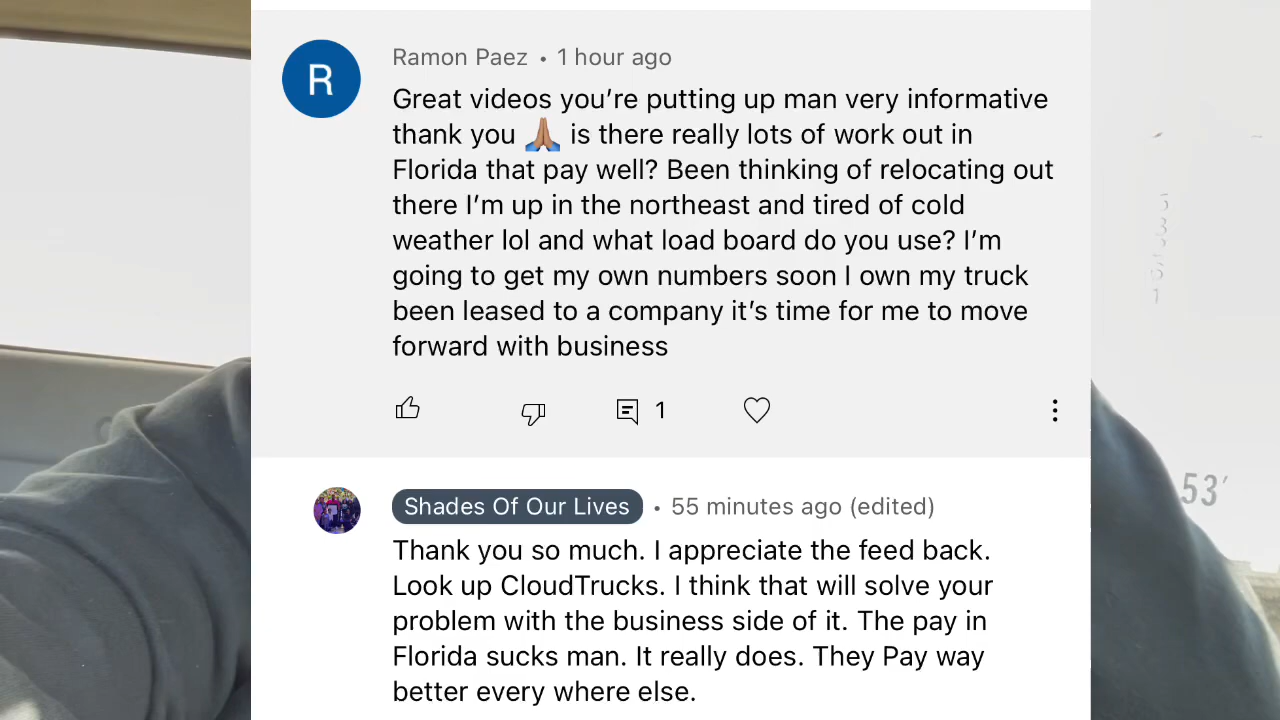 R
Ramon Paez • 1 hour ago
Great videos you’re putting up man very informative
thank you 🙏🏽 is there really lots of work out in
Florida that pay well? Been thinking of relocating out
there I’m up in the northeast and tired of cold
weather lol and what load board do you use? I’m
going to get my own numbers soon I own my truck
been leased to a company it’s time for me to move
forward with business
1
Shades Of Our Lives • 55 minutes ago (edited)
Thank you so much. I appreciate the feed back.
Look up CloudTrucks. I think that will solve your
problem with the business side of it. The pay in
Florida sucks man. It really does. They Pay way
better every where else.
53′